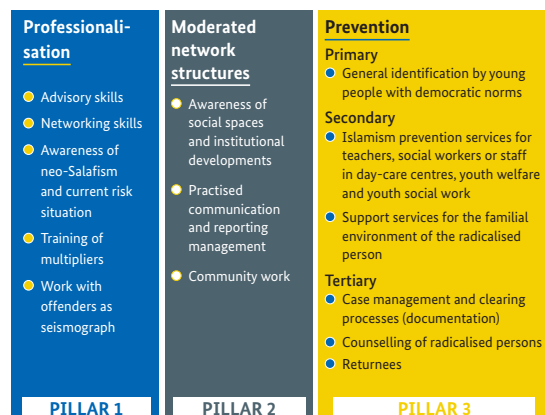 Professionali-
sation
Advisory skills
Networking skills
Awareness of
neo-Salafism
and current risk
situation
Training of
multipliers
Work with
offenders as
seismograph
PILLAR 1
Moderated
network
structures
Awareness of
social spaces
and institutional
developments
Practised
communication
and reporting
management
Community work
PILLAR 2
Prevention
Primary
General identification by young
people with democratic norms
Secondary
Islamism prevention services for
teachers, social workers or staff
in day-care centres, youth welfare
and youth social work
Support services for the familial
environment of the radicalised
person
Tertiary
Case management and clearing
processes (documentation)
Counselling of radicalised persons
Returnees
PILLAR 3